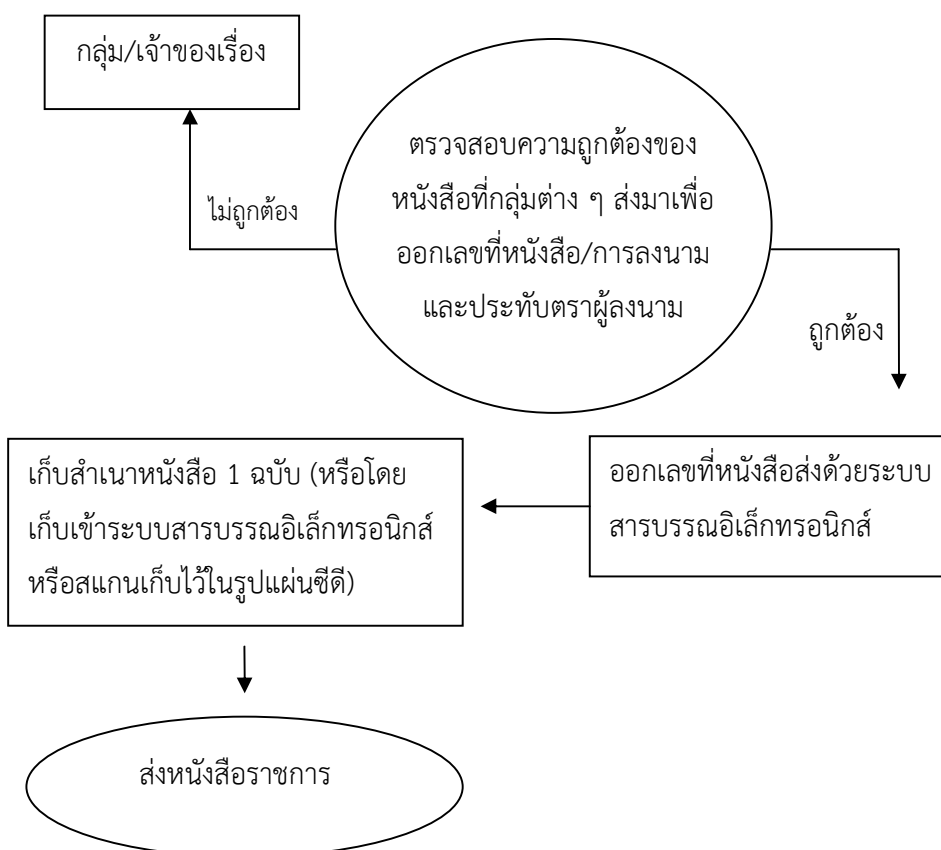 กลุ่ม/เจ้าของเรื่อง
ตรวจสอบความถูกต้องของ
หนังสือที่กลุ่มต่าง ๆ ส่งมาเพื่อ
ออกเลขที่หนังสือ/การลงนาม
และประทับตราผู้ลงนาม
ไม่ถูกต้อง
ถูกต้อง
ออกเลขที่หนังสือส่งด้วยระบบ
สารบรรณอิเล็กทรอนิกส์
เก็บสำเนาหนังสือ 1 ฉบับ (หรือโดย
เก็บเข้าระบบสารบรรณอิเล็กทรอนิกส์
หรือสแกนเก็บไว้ในรูปแผ่นซีดี)
ส่งหนังสือราชการ